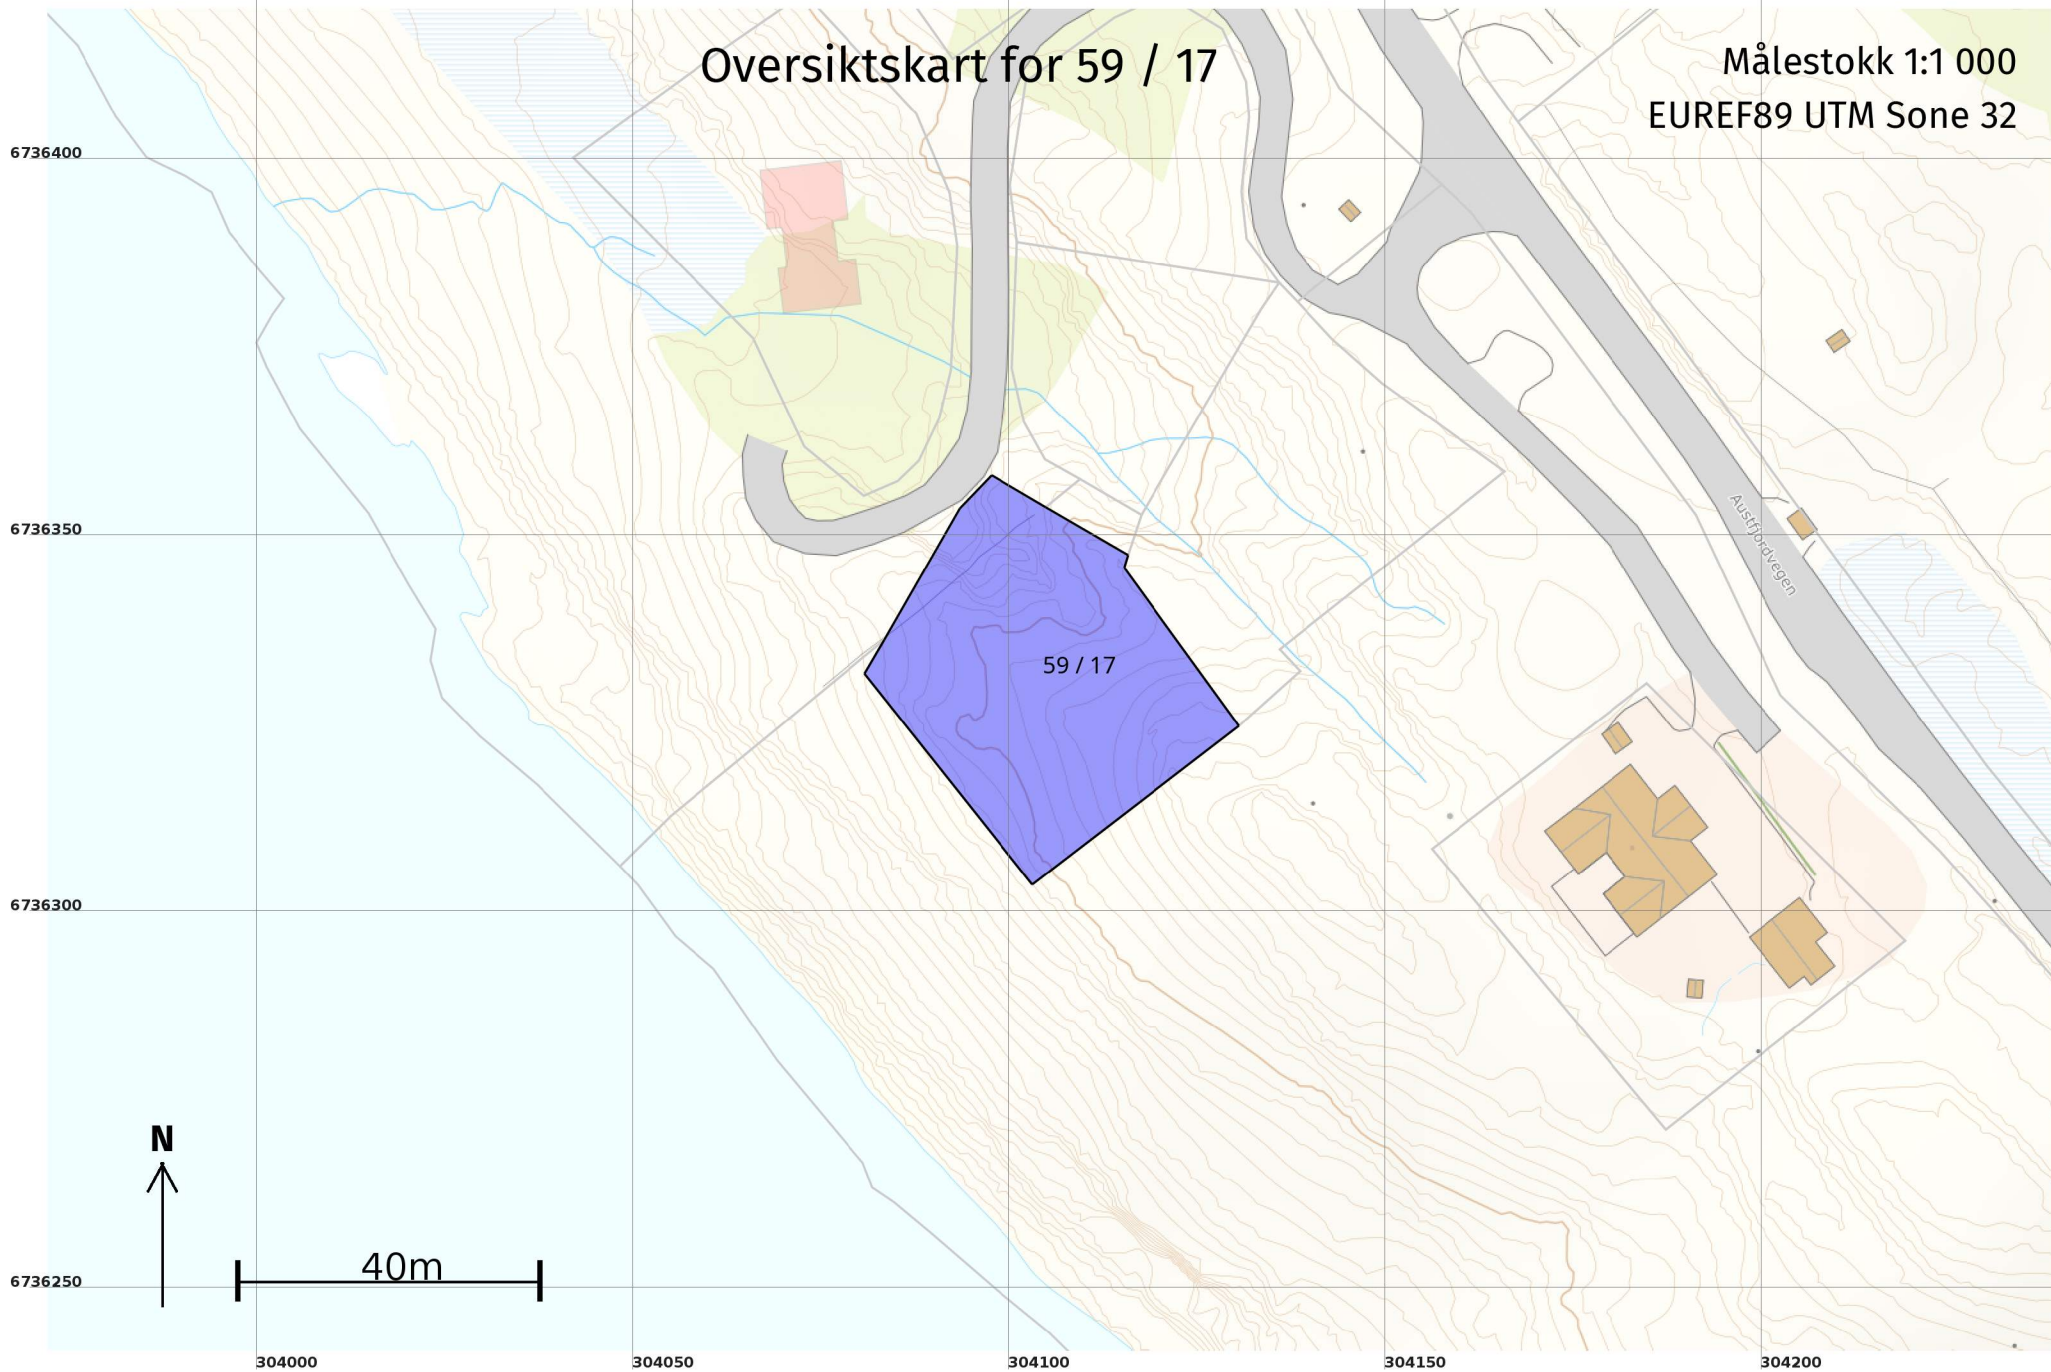 Oversiktskart for 59 / 17
Målestokk 1:1 000
EUREF89 UTM Sone 32
6736400
6736350
Austfjordvegen
59 / 17
6736300
N
40m
6736250
304000
304050
304100
304150
304200